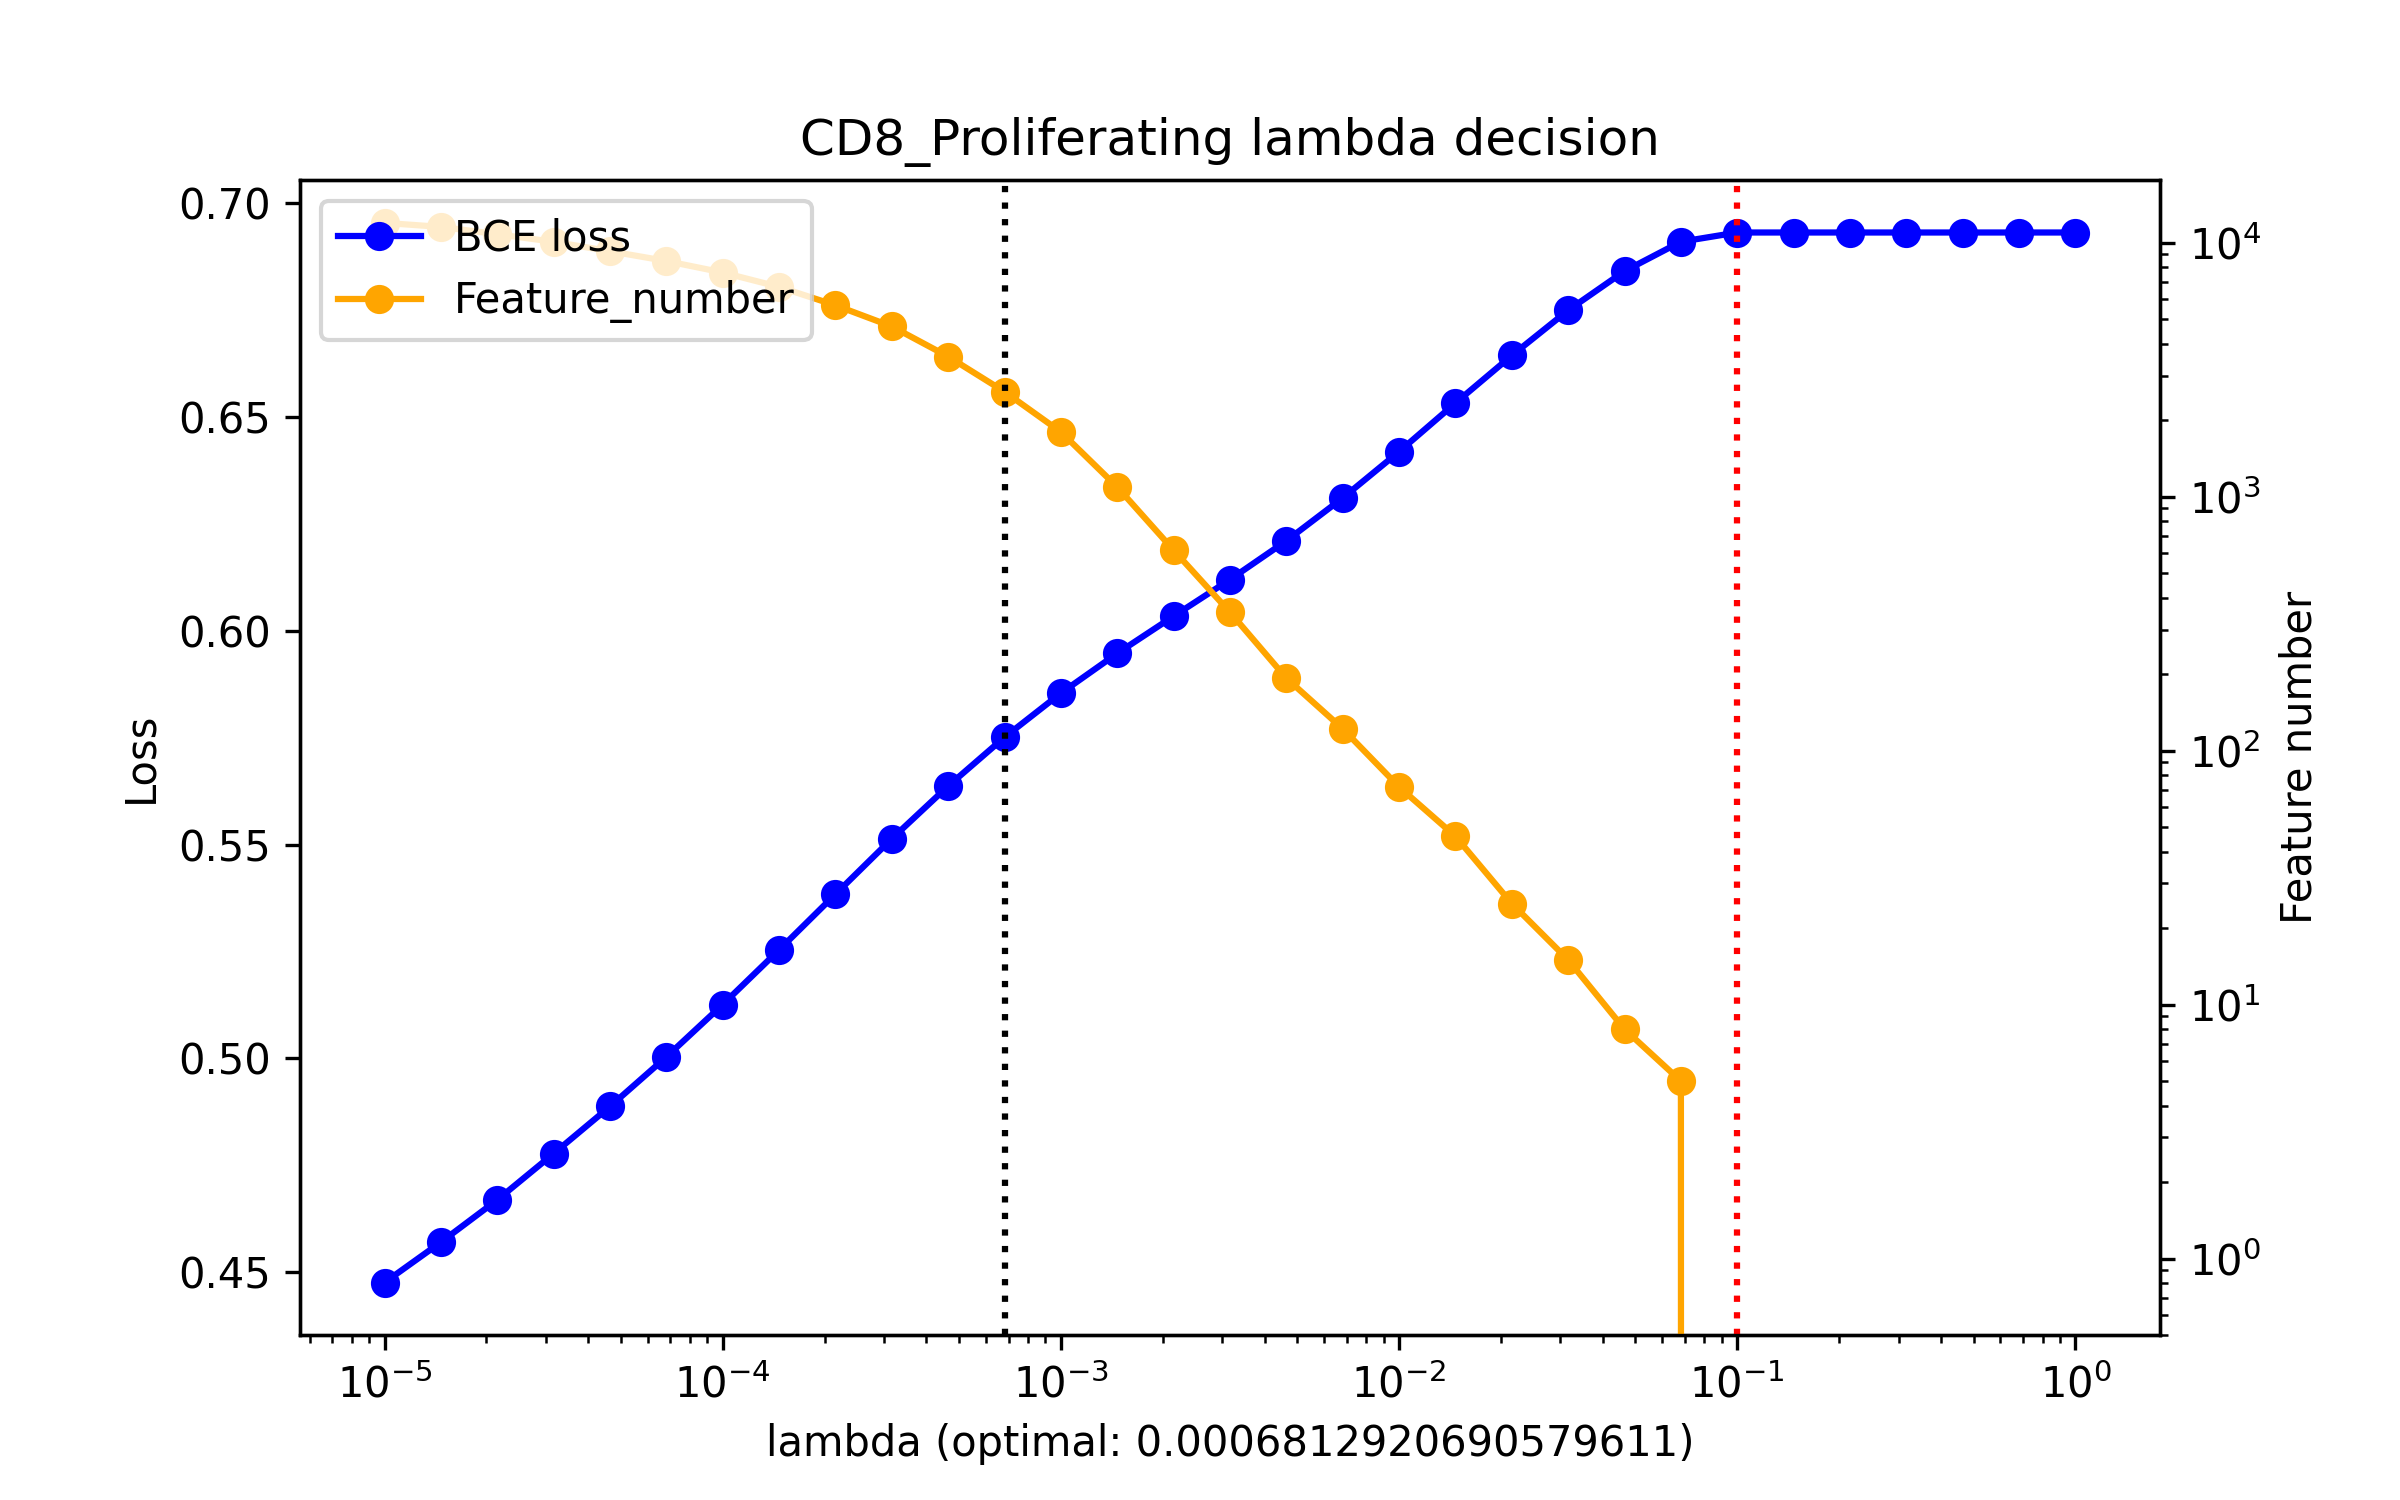 CD8_Proliferating lambda decision
BCE loss
Feature_number
0.70
0.65
0.60
0.55
0.50
0.45
Loss
10⁴
10³
10²
10¹
10⁰
Feature number
10⁻⁵
10⁻⁴
10⁻³
10⁻²
10⁻¹
10⁰
lambda (optimal: 0.0006812920690579611)